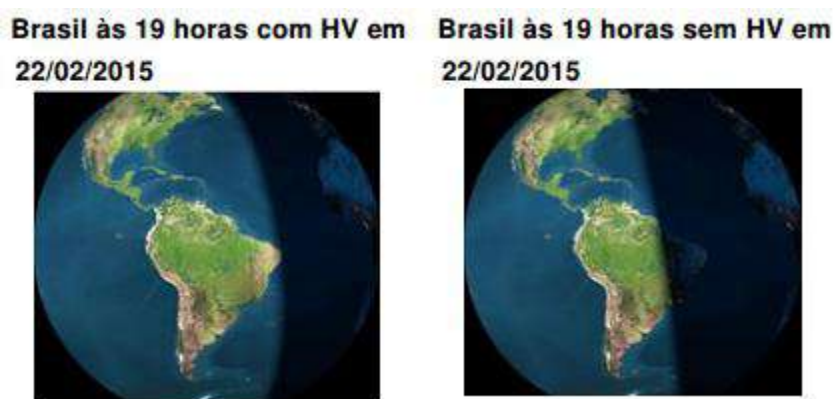 Brasil às 19 horas com HV em
22/02/2015
Brasil às 19 horas sem HV em
22/02/2015